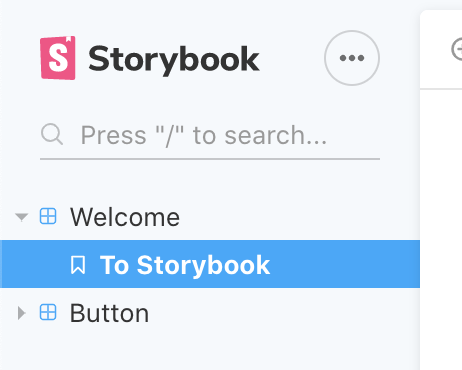 Storybook
Press "/" to search...
Welcome
To Storybook
Button